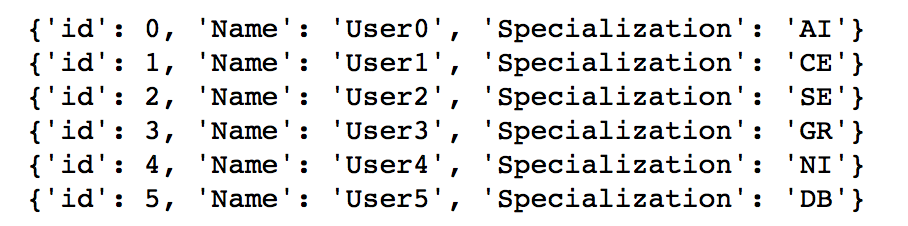 {'id': 0, 'Name': 'User0', 'Specialization': 'AI'}
{'id': 1, 'Name': 'User1', 'Specialization': 'CE'}
{'id': 2, 'Name': 'User2', 'Specialization': 'SE'}
{'id': 3, 'Name': 'User3', 'Specialization': 'GR'}
{'id': 4, 'Name': 'User4', 'Specialization': 'NI'}
{'id': 5, 'Name': 'User5', 'Specialization': 'DB'}